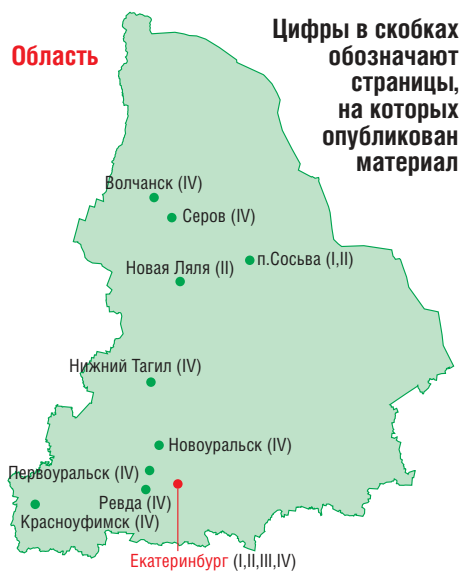 Область
Цифры в скобках
обозначают
страницы,
на которых
опубликован
материал
Волчанск (IV)
Серов (IV)
п.Сосьва (I,II)
Новая Ляля (II)
Нижний Тагил (IV)
Новоуральск (IV)
Первоуральск (IV)
Ревда (IV)
Красноуфимск (IV)
Екатеринбург (I,II,III,IV)